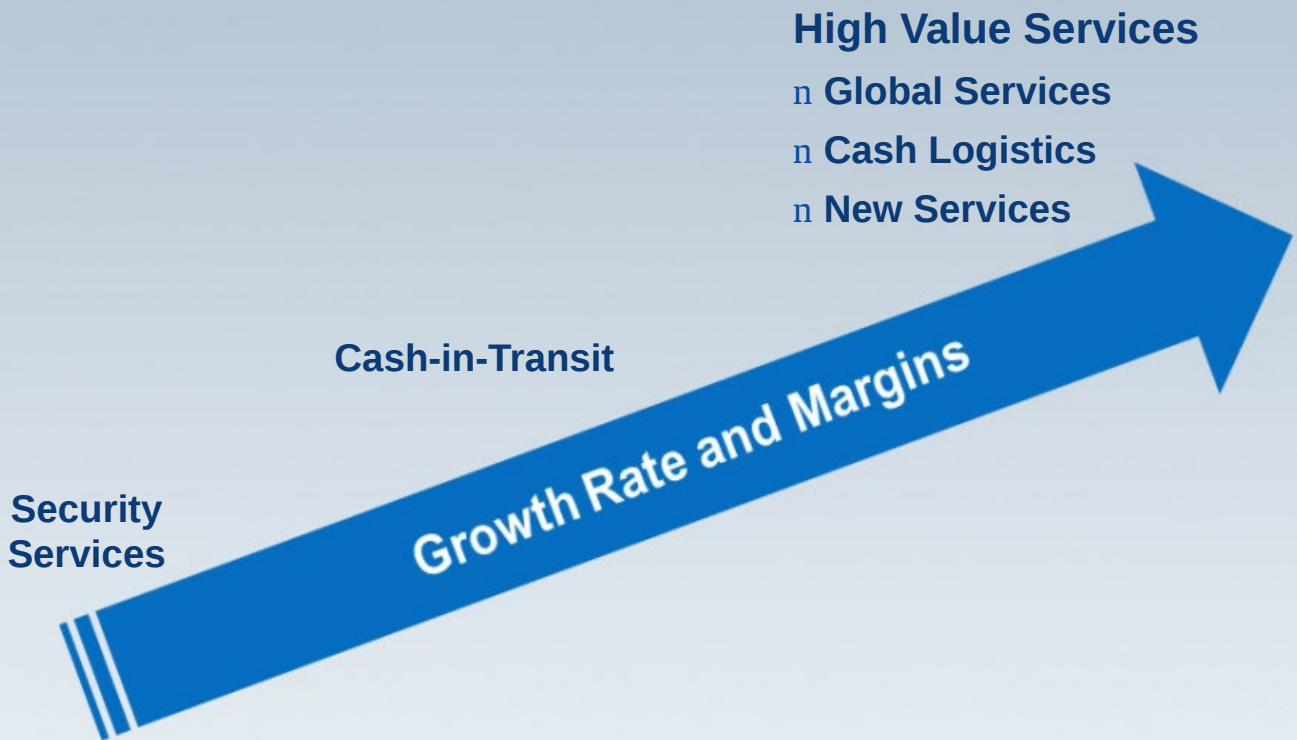 High Value Services
n Global Services
n Cash Logistics
n New Services
Cash-in-Transit
Growth Rate and Margins
Security
Services